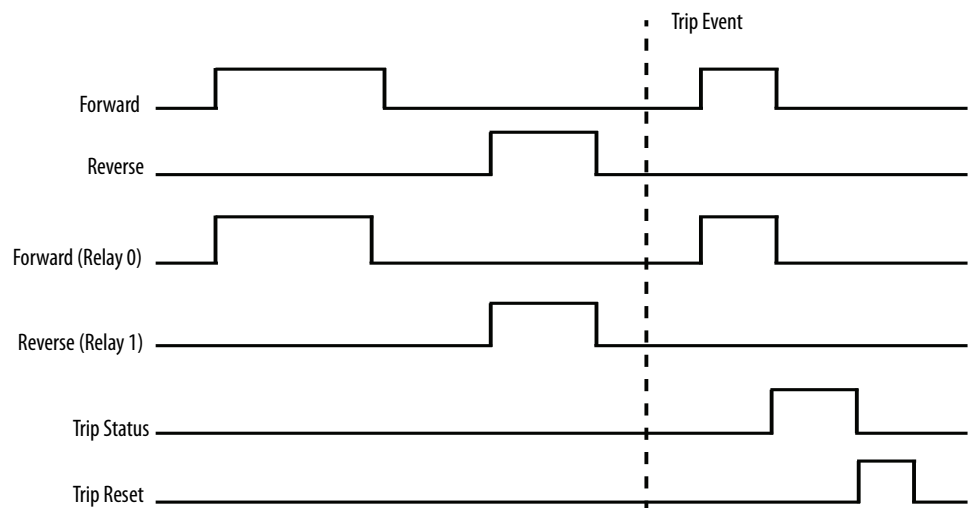 Trip Event
Forward
Reverse
Forward (Relay 0)
Reverse (Relay 1)
Trip Status
Trip Reset